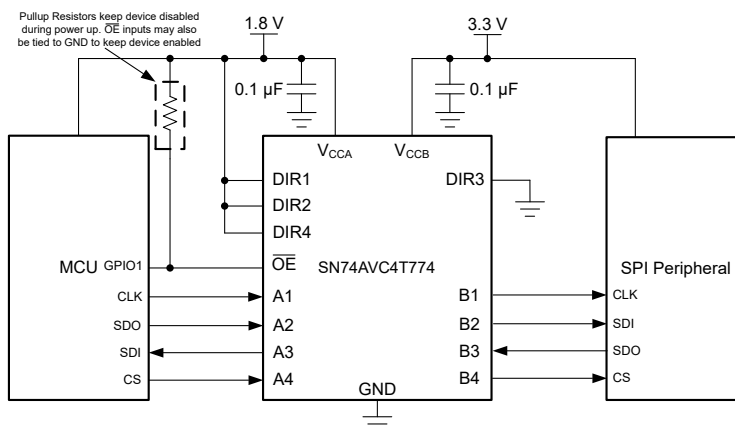 Pullup Resistors keep device disabled
during power up. OE inputs may also
be tied to GND to keep device enabled
1.8 V
3.3 V
0.1 µF
0.1 µF
VCCA
VCCB
DIR1
DIR3
DIR2
DIR4
MCU
GPIO1
OE
SN74AVC4T774
SPI Peripheral
CLK
A1
B1
CLK
SDO
A2
B2
SDI
SDI
A3
B3
SDO
CS
A4
B4
CS
GND